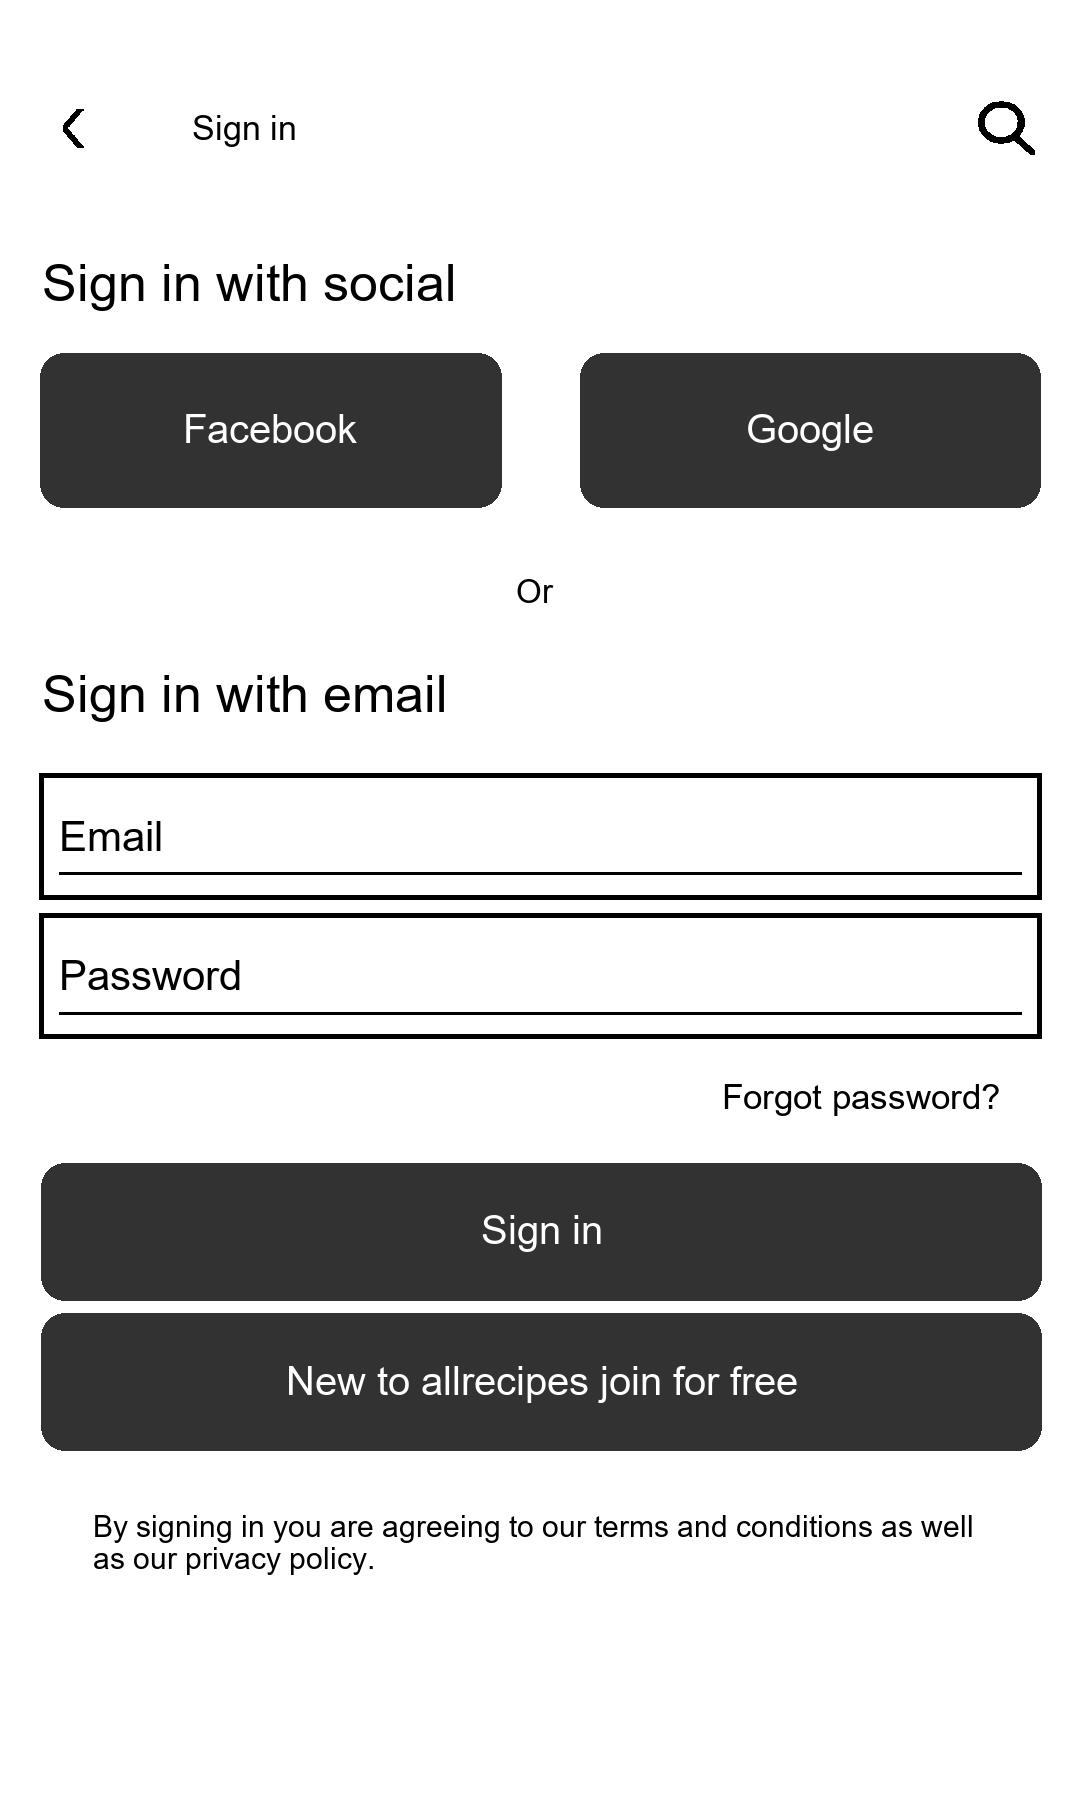 Sign in
Sign in with social
Facebook
Google
Or
Sign in with email
Email
Password
Forgot password?
Sign in
New to allrecipes join for free
By signing in you are agreeing to our terms and conditions as well
as our privacy policy.